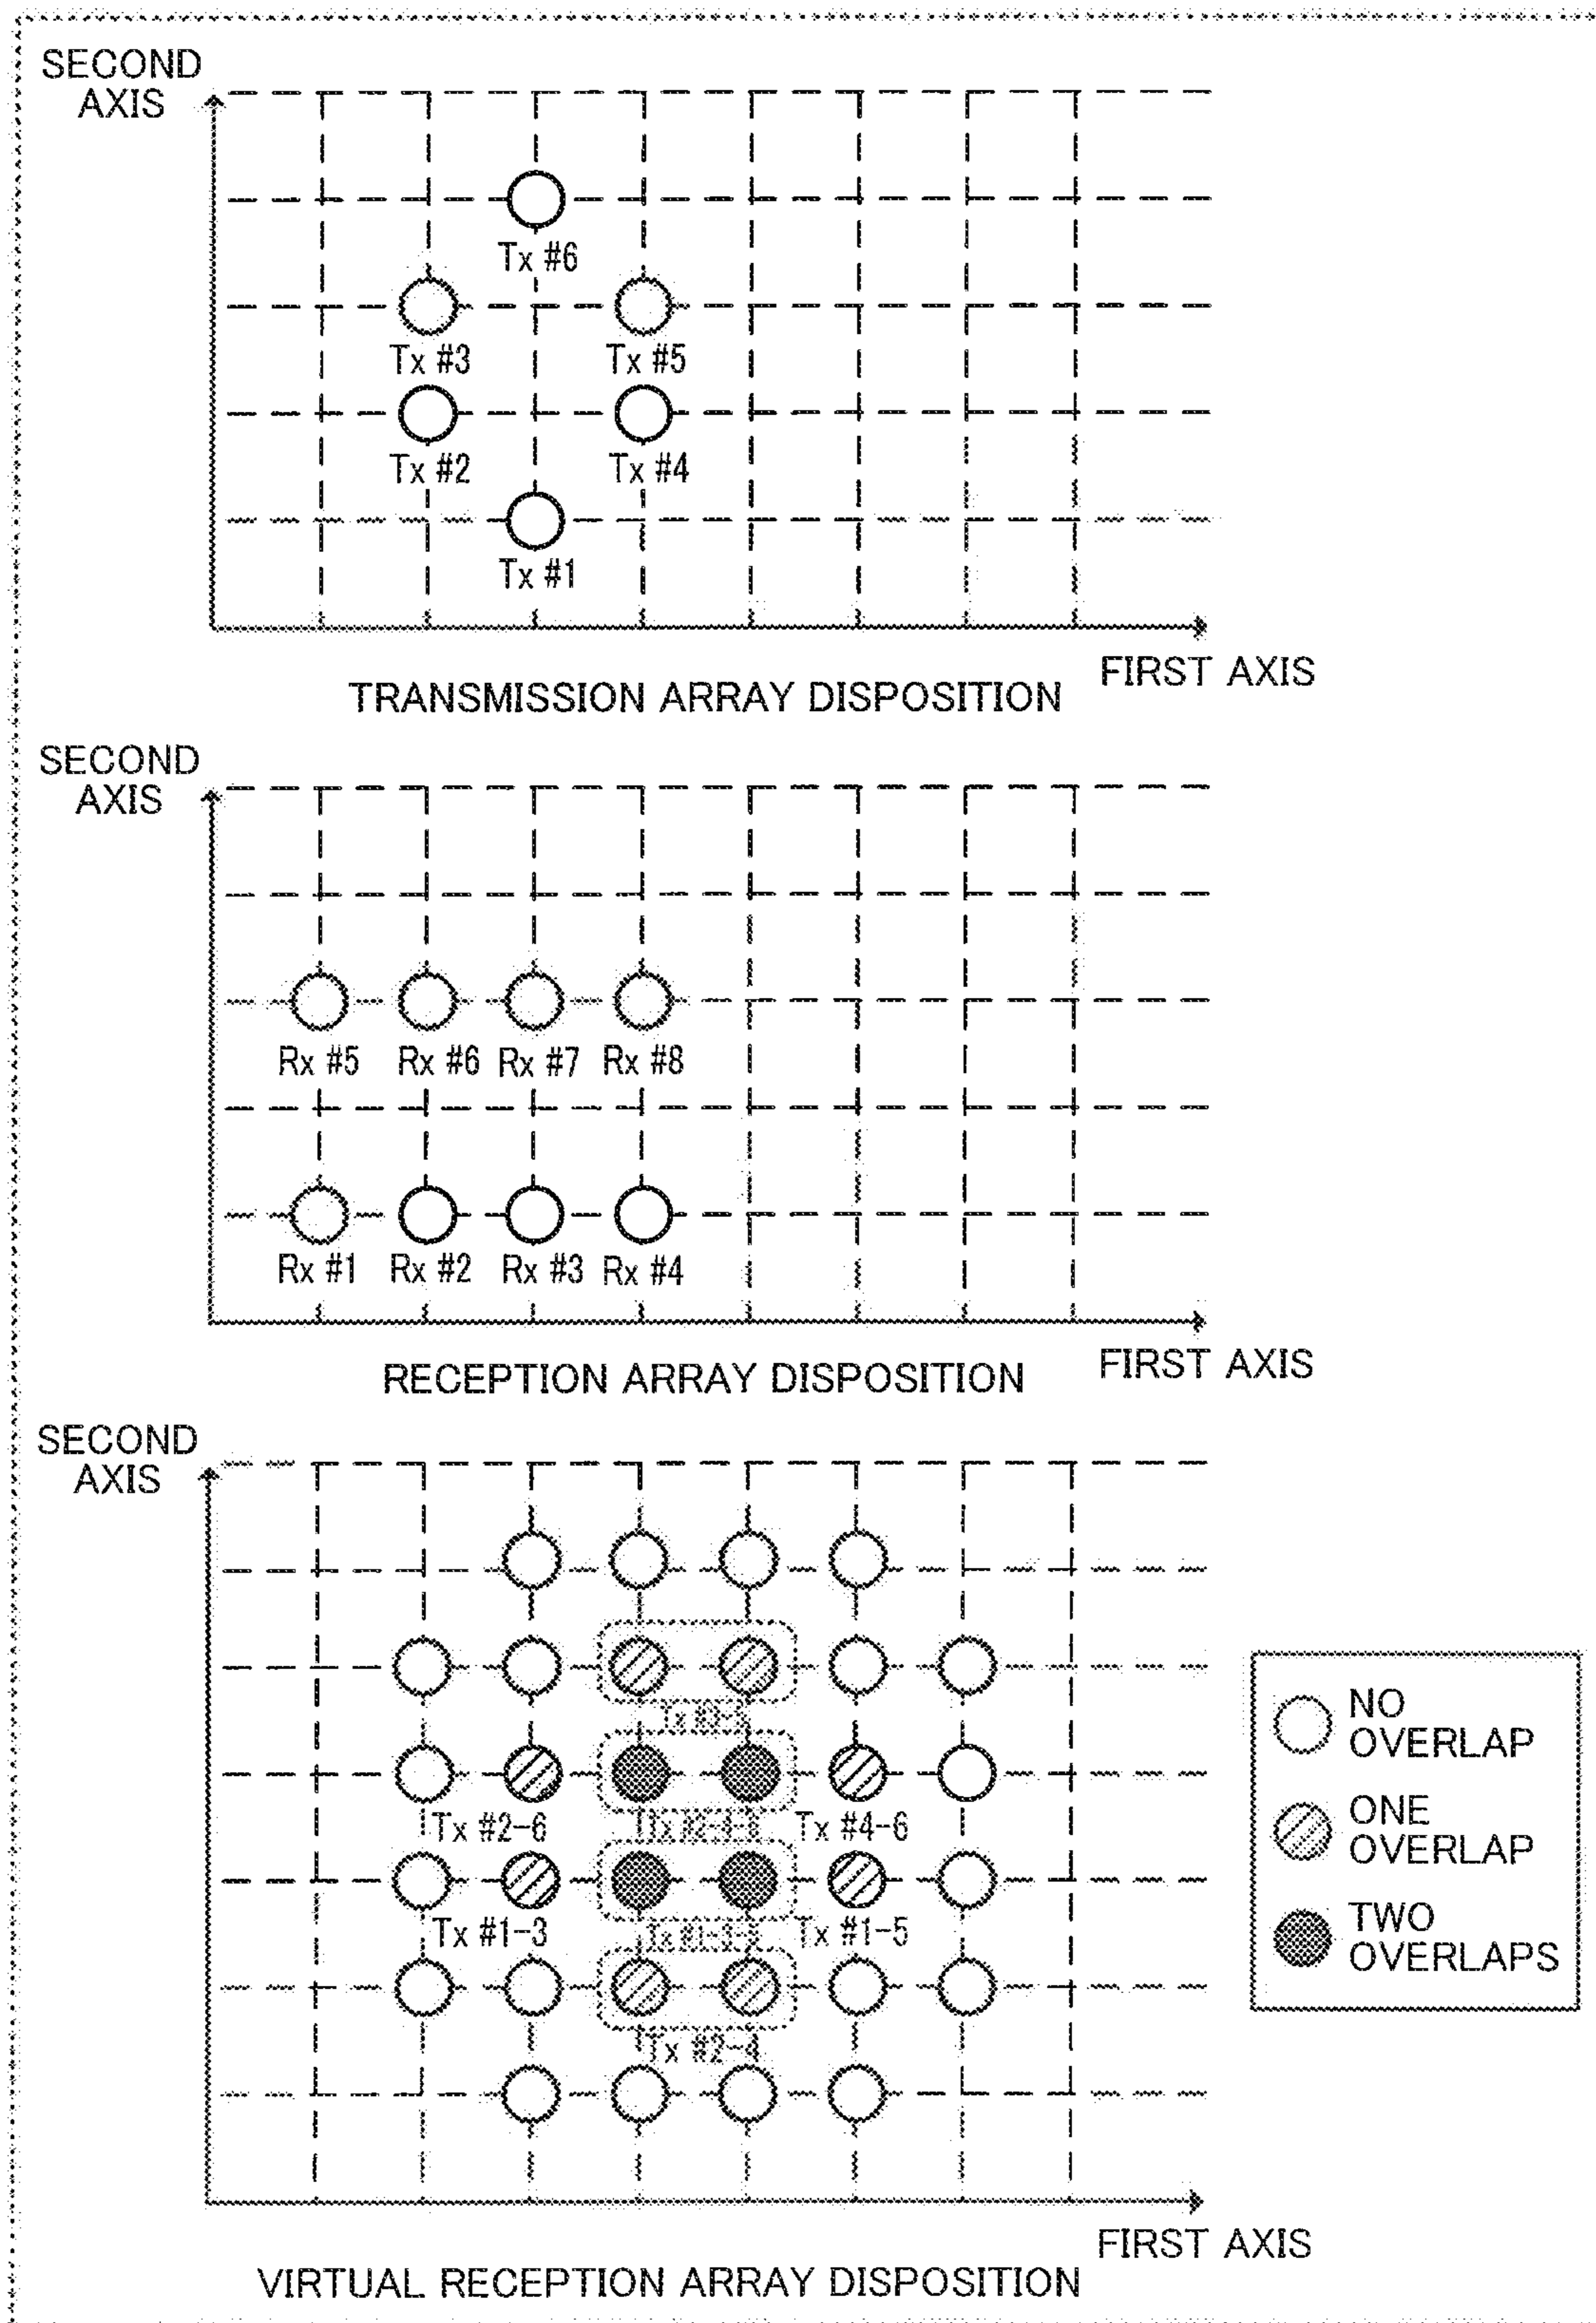 SECOND
AXIS
Tx #6
Tx #3
Tx #5
Tx #2
Tx #4
Tx #1
FIRST AXIS
TRANSMISSION ARRAY DISPOSITION
SECOND
AXIS
Rx #5
Rx #6
Rx #7
Rx #8
Rx #1
Rx #2
Rx #3
Rx #4
FIRST AXIS
RECEPTION ARRAY DISPOSITION
SECOND
AXIS
Tx
Tx #2-6
Tx
Tx #4-6
Tx #1-3
Tx
Tx #1-5
Tx #2-4
FIRST AXIS
VIRTUAL RECEPTION ARRAY DISPOSITION
NO
OVERLAP
ONE
OVERLAP
TWO
OVERLAPS